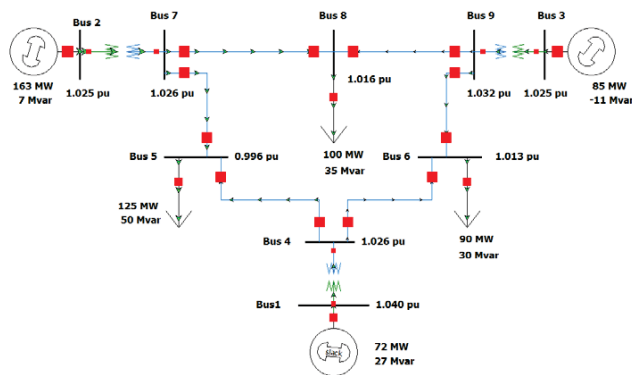 Bus 2
Bus 7
Bus 8
Bus 9
Bus 3
163 MW
7 Mvar
1.025 pu
1.026 pu
1.016 pu
1.032 pu
1.025 pu
85 MW
-11 Mvar
Bus 5
0.996 pu
100 MW
35 Mvar
Bus 6
1.013 pu
125 MW
50 Mvar
Bus 4
1.026 pu
90 MW
30 Mvar
Bus1
1.040 pu
slack
72 MW
27 Mvar